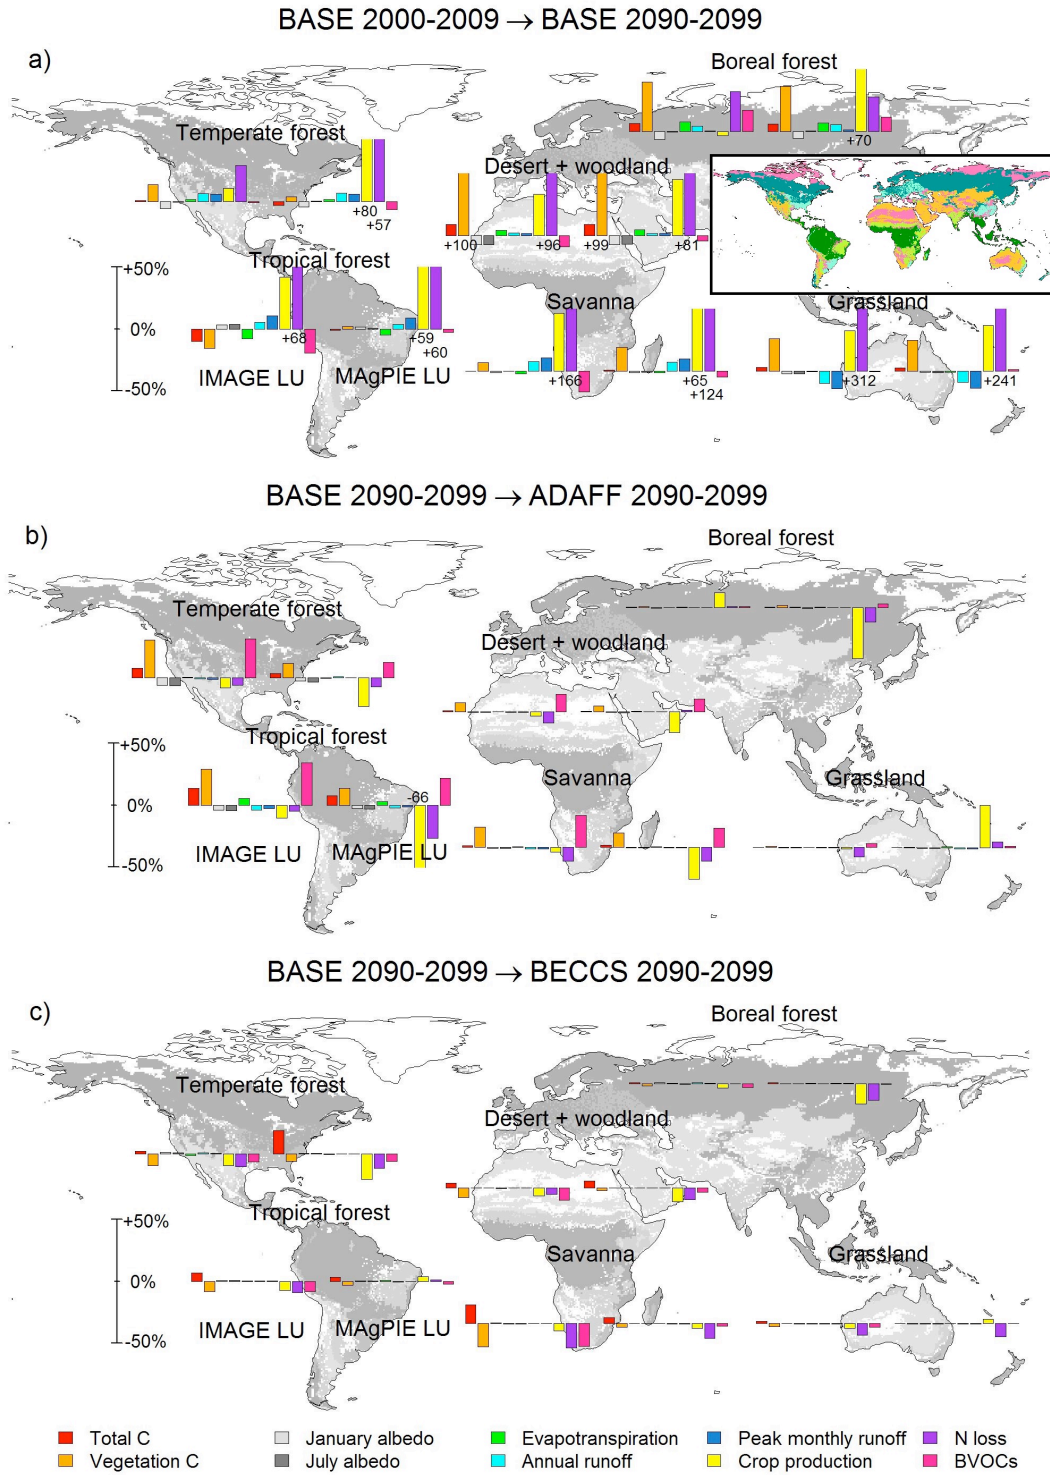 BASE 2000-2009 → BASE 2090-2099
a)
Boreal forest
Temperate forest
+70
Desert + woodland
+80
+57
+100
+96
+99
+81
Tropical forest
+50%
0%
-50%
Savanna
Grassland
+68
+59
+60
IMAGE LU
MAgPIE LU
+166
+65
+124
+312
+241
BASE 2090-2099 → ADAFF 2090-2099
b)
Boreal forest
Temperate forest
Desert + woodland
Tropical forest
+50%
0%
-50%
Savanna
Grassland
-66
IMAGE LU
MAgPIE LU
BASE 2090-2099 → BECCS 2090-2099
c)
Boreal forest
Temperate forest
Desert + woodland
Tropical forest
+50%
0%
-50%
Savanna
Grassland
IMAGE LU
MAgPIE LU
Total C
January albedo
Evapotranspiration
Peak monthly runoff
N loss
Vegetation C
July albedo
Annual runoff
Crop production
BVOCs